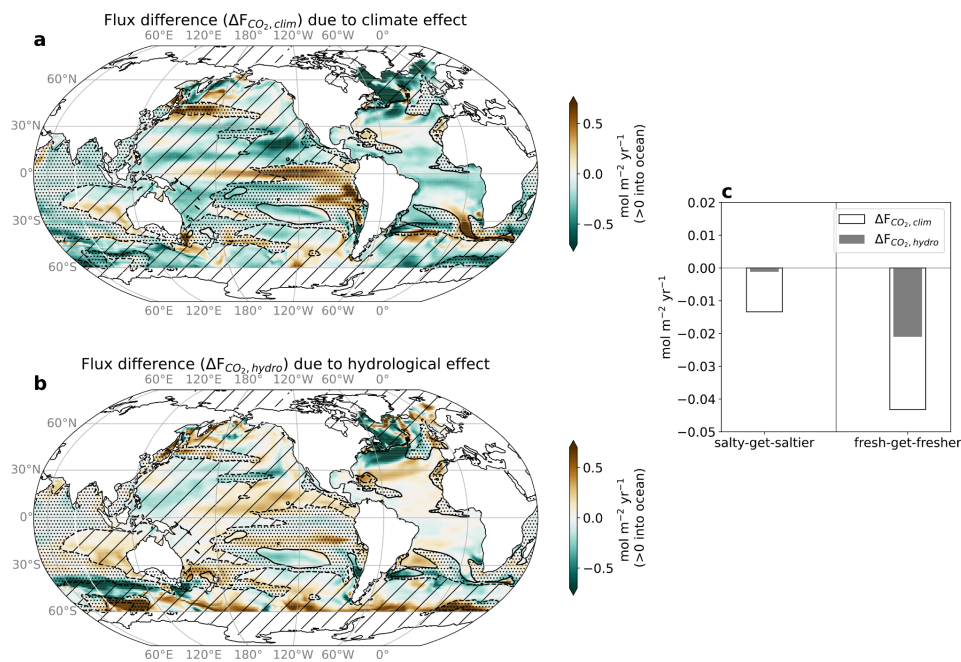 Flux difference (ΔF_CO₂,clim) due to climate effect
a
60°E 120°E 180° 120°W 60°W 0°
60°N
30°N
0°
30°S
60°S
60°E 120°E 180° 120°W 60°W 0°
0.5
0.0
−0.5
mol m⁻² yr⁻¹
(>0 into ocean)
Flux difference (ΔF_CO₂,hydro) due to hydrological effect
b
60°E 120°E 180° 120°W 60°W 0°
60°N
30°N
0°
30°S
60°S
60°E 120°E 180° 120°W 60°W 0°
0.5
0.0
−0.5
mol m⁻² yr⁻¹
(>0 into ocean)
c
0.02
0.01
0.00
−0.01
−0.02
−0.03
−0.04
−0.05
mol m⁻² yr⁻¹
ΔF_CO₂,clim
ΔF_CO₂,hydro
salty-get-saltier fresh-get-fresher